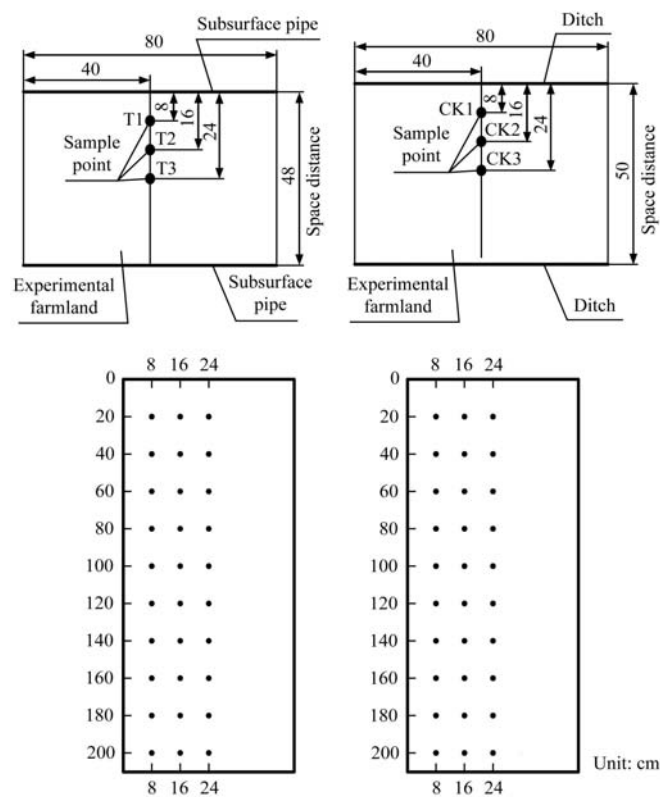 Subsurface pipe
80
40
T1
8
16
24
T2
T3
Sample
point
48
Space distance
Experimental
farmland
Subsurface
pipe
Ditch
80
40
CK1
8
16
24
CK2
CK3
Sample
point
50
Space distance
Experimental
farmland
Ditch
8 16 24
0
20
40
60
80
100
120
140
160
180
200
8 16 24
8 16 24
0
20
40
60
80
100
120
140
160
180
200
8 16 24
Unit: cm